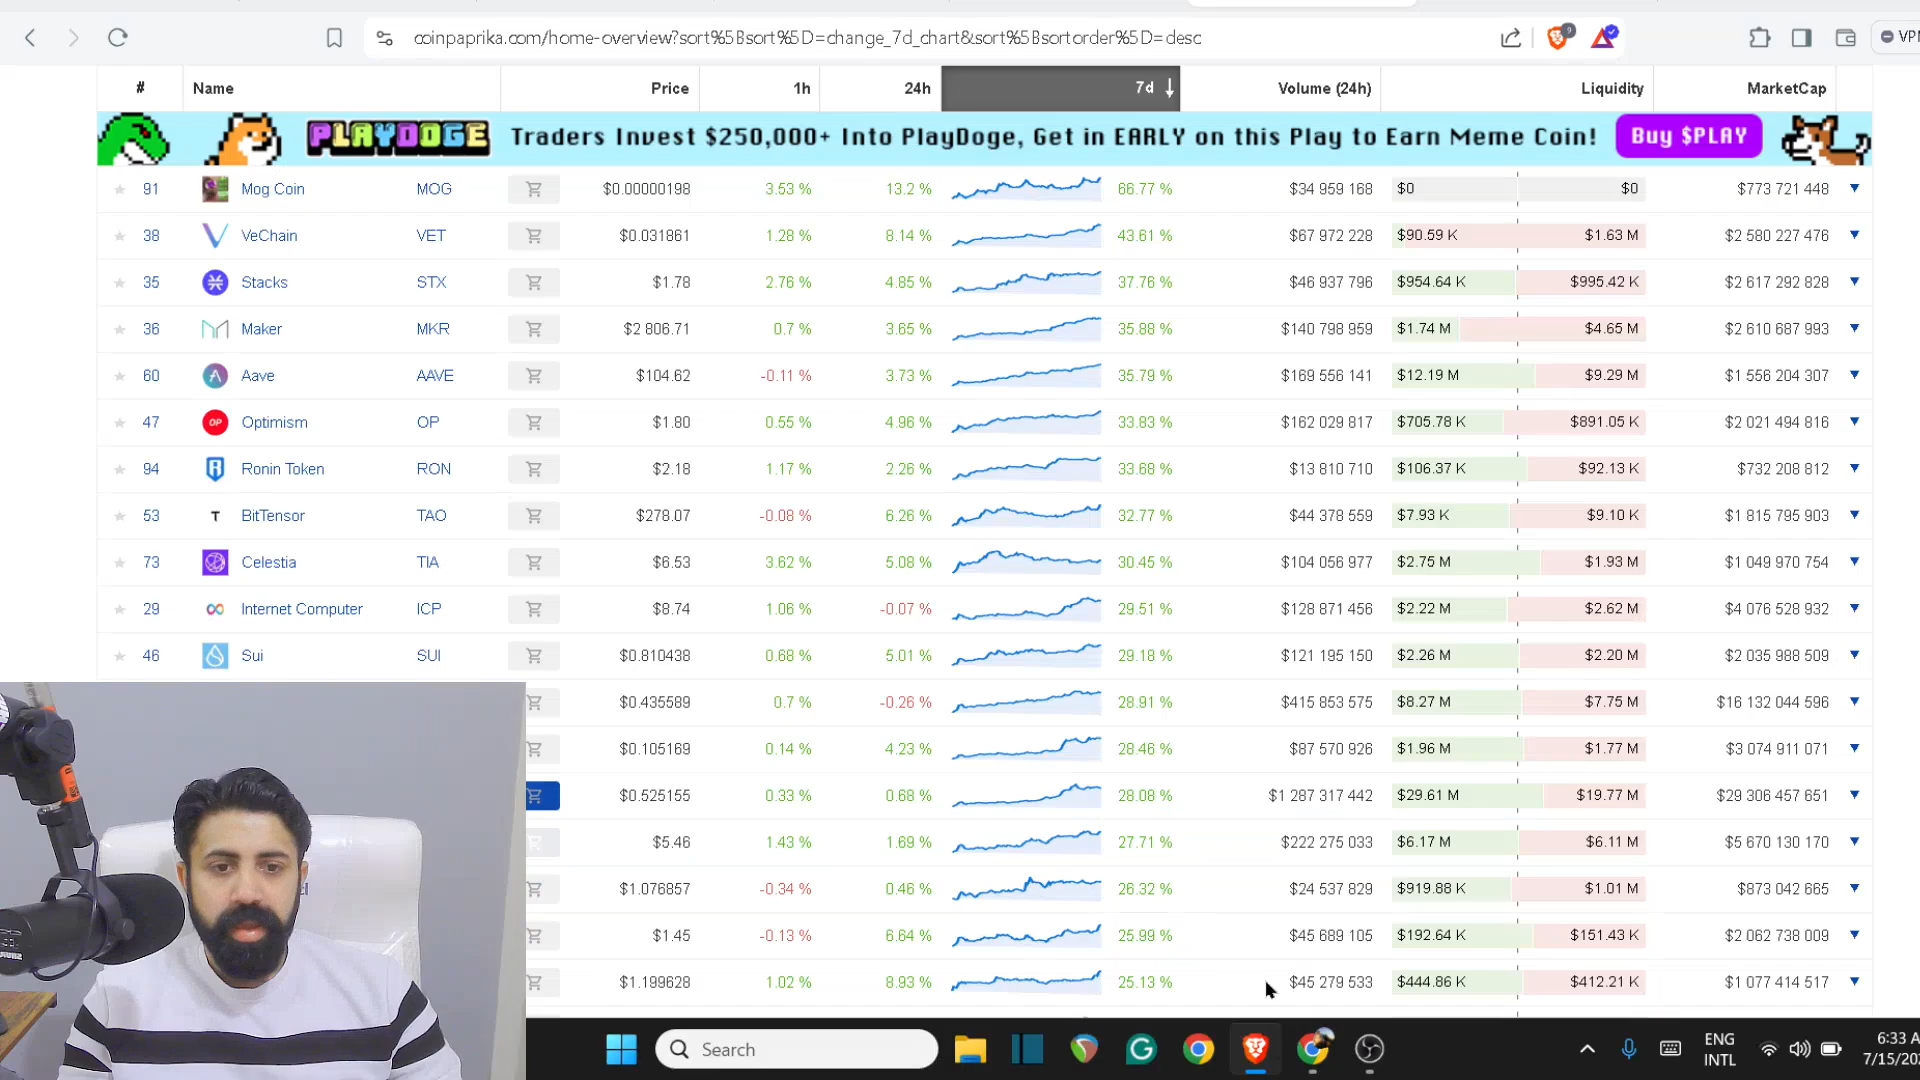 coinpaprika.com/home-overview?sort%5Bsort%5D=change_7d_chart&sort%5Bsortorder%5D=desc
9
VPN
# Name Price 1h 24h 7d ↓ Volume (24h) Liquidity MarketCap
PLAYDOGE Traders Invest $250,000+ Into PlayDoge, Get in EARLY on this Play to Earn Meme Coin! Buy $PLAY
91 Mog Coin MOG $0.00000198 3.53 % 13.2 % 66.77 % $34 959 168 $0 $0 $773 721 448
38 VeChain VET $0.031861 1.28 % 8.14 % 43.61 % $67 972 228 $90.59 K $1.63 M $2 580 227 476
35 Stacks STX $1.78 2.76 % 4.85 % 37.76 % $46 937 796 $954.64 K $995.42 K $2 617 292 828
36 Maker MKR $2 806.71 0.7 % 3.65 % 35.88 % $140 798 959 $1.74 M $4.65 M $2 610 687 993
60 Aave AAVE $104.62 -0.11 % 3.73 % 35.79 % $169 556 141 $12.19 M $9.29 M $1 556 204 307
47 OP Optimism OP $1.80 0.55 % 4.96 % 33.83 % $162 029 817 $705.78 K $891.05 K $2 021 494 816
94 Ronin Token RON $2.18 1.17 % 2.26 % 33.68 % $13 810 710 $106.37 K $92.13 K $732 208 812
53 T BitTensor TAO $278.07 -0.08 % 6.26 % 32.77 % $44 378 559 $7.93 K $9.10 K $1 815 795 903
73 Celestia TIA $6.53 3.62 % 5.08 % 30.45 % $104 056 977 $2.75 M $1.93 M $1 049 970 754
29 Internet Computer ICP $8.74 1.06 % -0.07 % 29.51 % $128 871 456 $2.22 M $2.62 M $4 076 528 932
46 Sui SUI $0.810438 0.68 % 5.01 % 29.18 % $121 195 150 $2.26 M $2.20 M $2 035 988 509
$0.435589 0.7 % -0.26 % 28.91 % $415 853 575 $8.27 M $7.75 M $16 132 044 596
$0.105169 0.14 % 4.23 % 28.46 % $87 570 926 $1.96 M $1.77 M $3 074 911 071
$0.525155 0.33 % 0.68 % 28.08 % $1 287 317 442 $29.61 M $19.77 M $29 306 457 651
$5.46 1.43 % 1.69 % 27.71 % $222 275 033 $6.17 M $6.11 M $5 670 130 170
$1.076857 -0.34 % 0.46 % 26.32 % $24 537 829 $919.88 K $1.01 M $873 042 665
$1.45 -0.13 % 6.64 % 25.99 % $45 689 105 $192.64 K $151.43 K $2 062 738 009
$1.199628 1.02 % 8.93 % 25.13 % $45 279 533 $444.86 K $412.21 K $1 077 414 517
Search
ENG
INTL
6:33 A
7/15/20